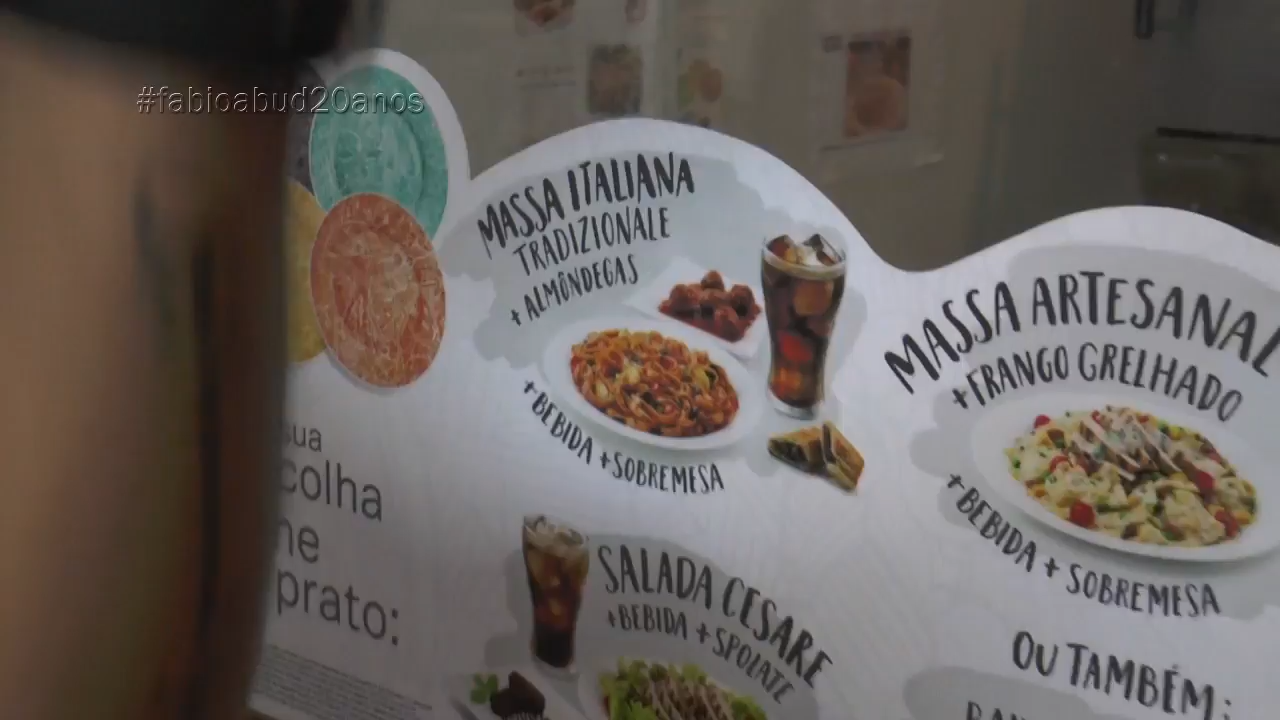 #fabioabud20anos
MASSA ITALIANA
TRADIZIONALE
+ ALMÔNDEGAS
+ BEBIDA + SOBREMESA
MASSA ARTESANAL
+ FRANGO GRELHADO
+ BEBIDA + SOBREMESA
sua
colha
ne
prato:
SALADA CESARE
+BEBIDA + SPOLATE
OU TAMBÉM: